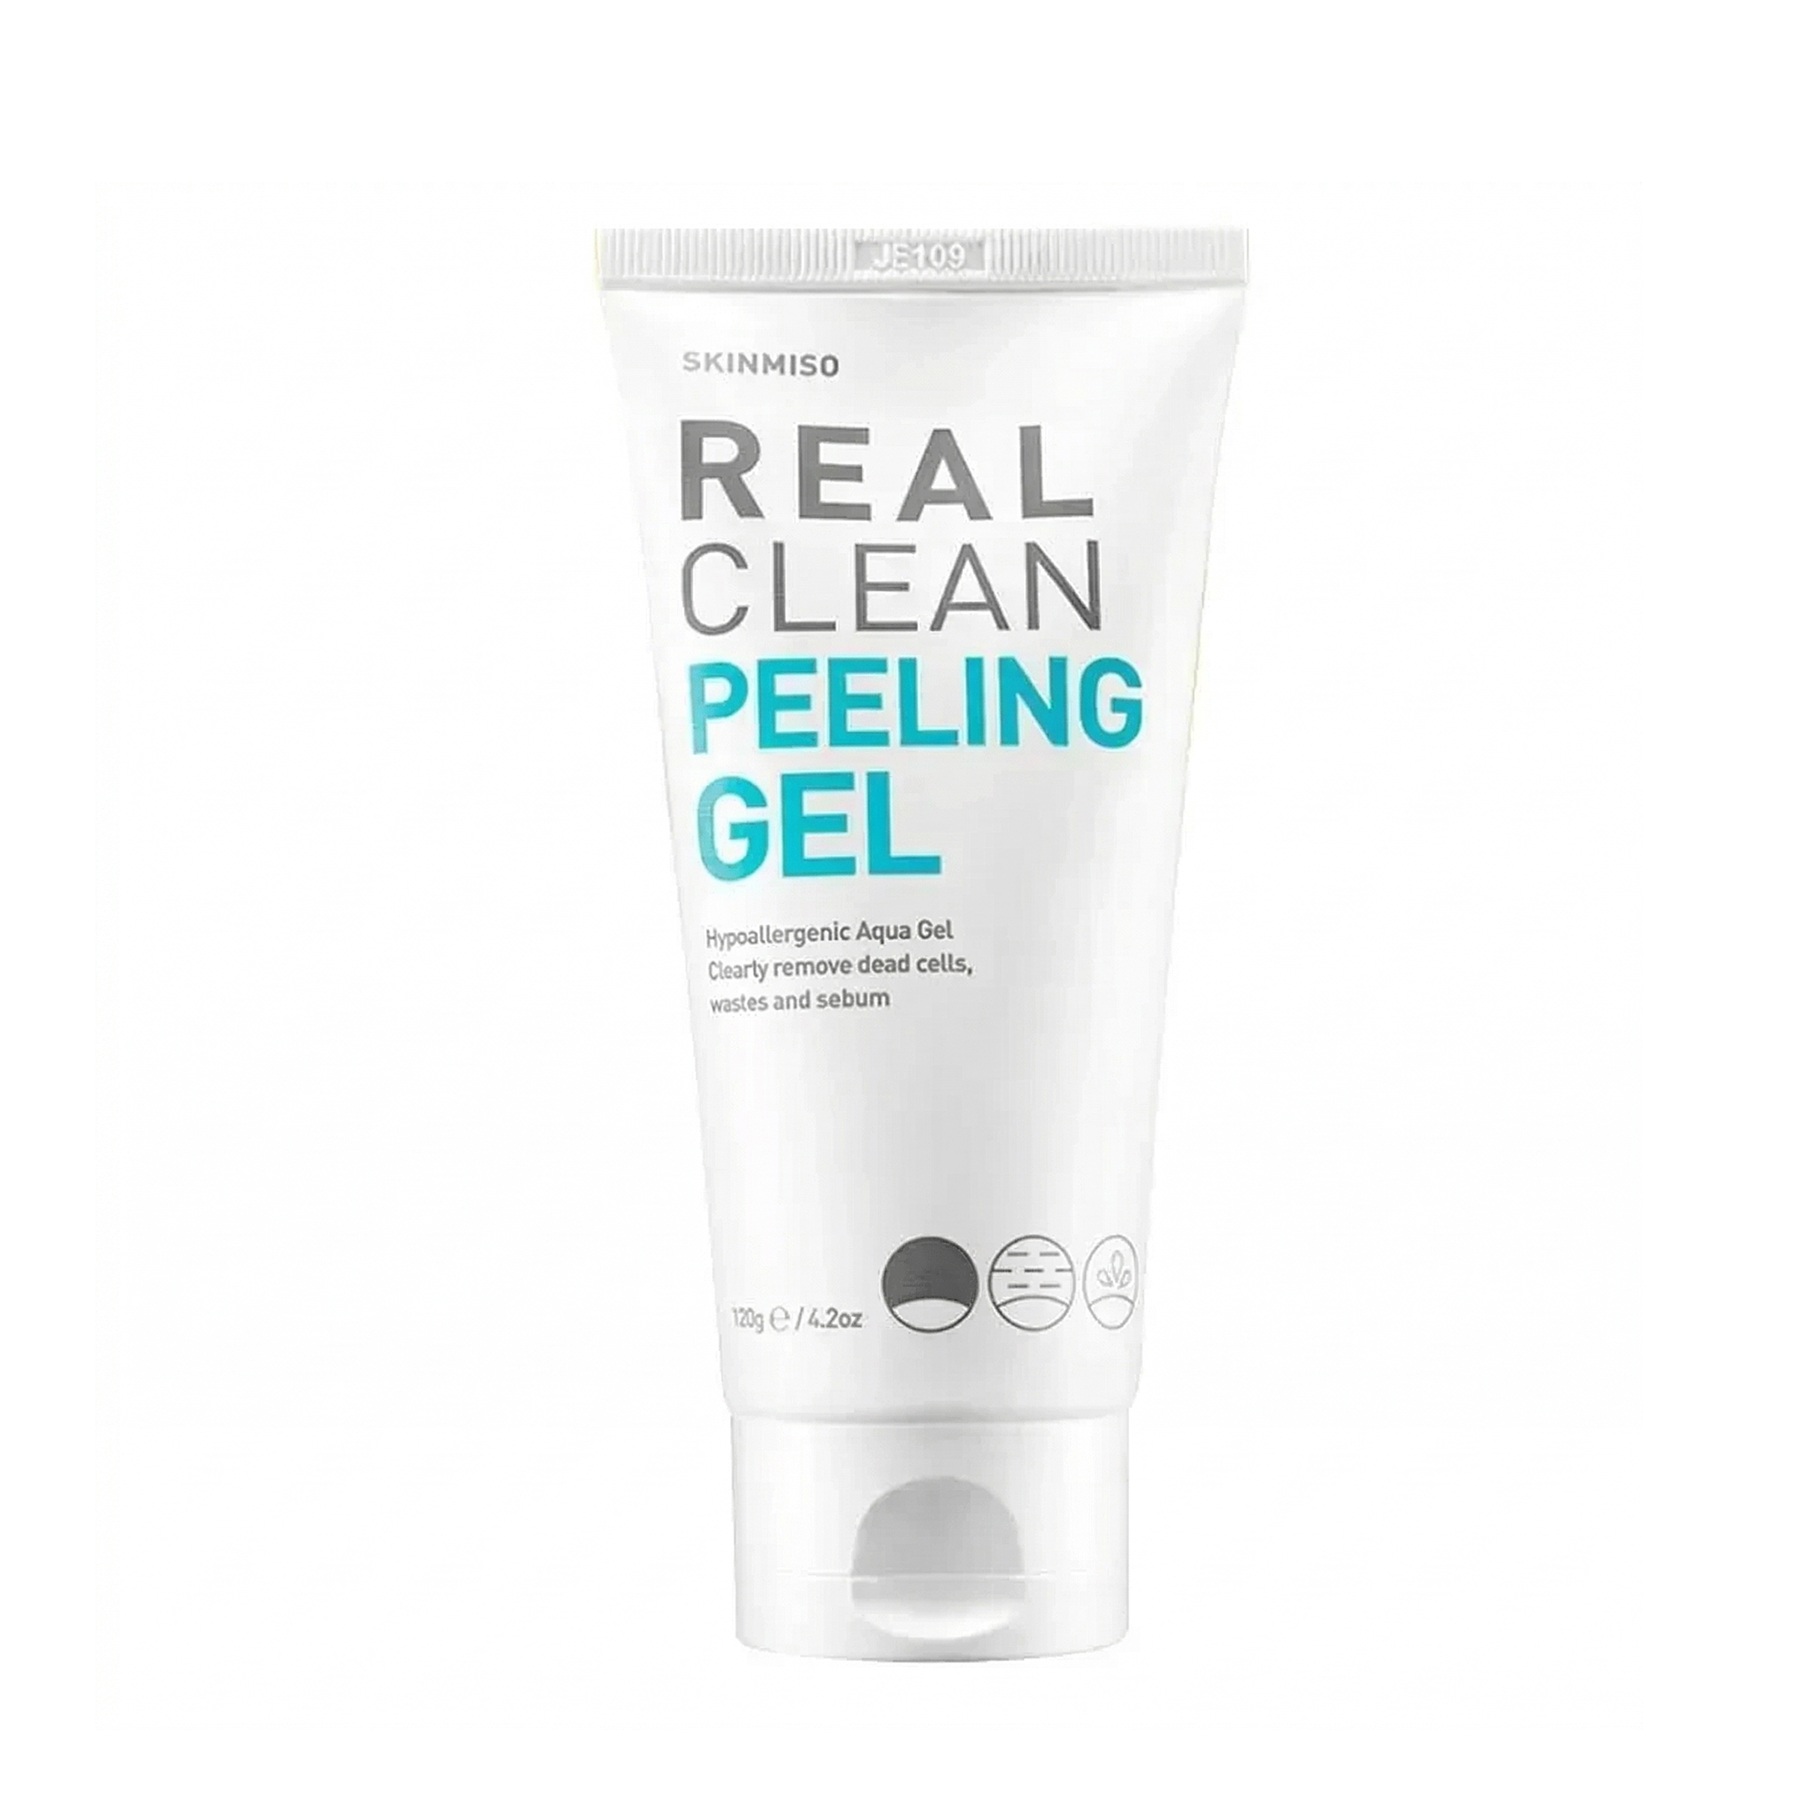 JE109
SKINMISO
REAL
CLEAN
PEELING
GEL
Hypoallergenic Aqua Gel
Clearly remove dead cells,
wastes and sebum
120g ℮ / 4.2oz